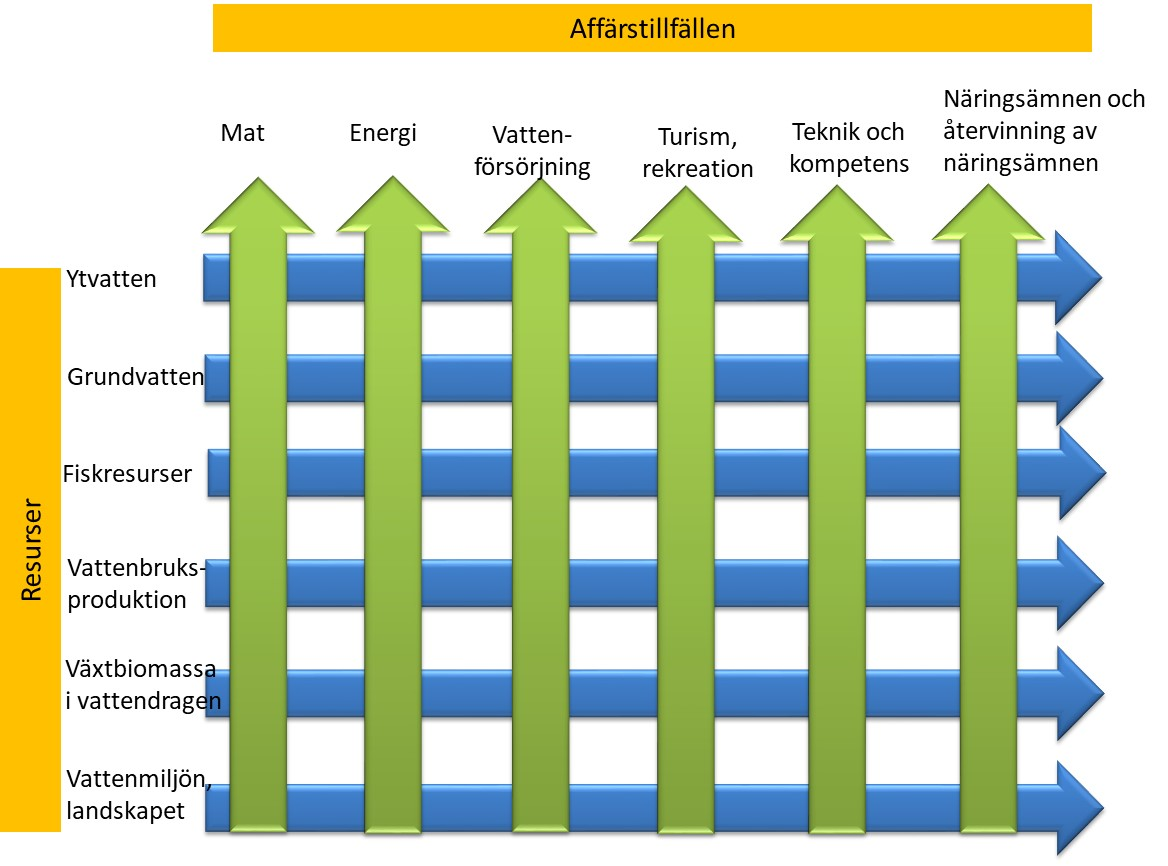 Affärstillfällen
Mat
Energi
Vatten-
försörjning
Turism,
rekreation
Teknik och
kompetens
Näringsämnen och
återvinning av
näringsämnen
Resurser
Ytvatten
Grundvatten
Fiskresurser
Vattenbruks-
produktion
Växtbiomassa
i vattendragen
Vattenmiljön,
landskapet